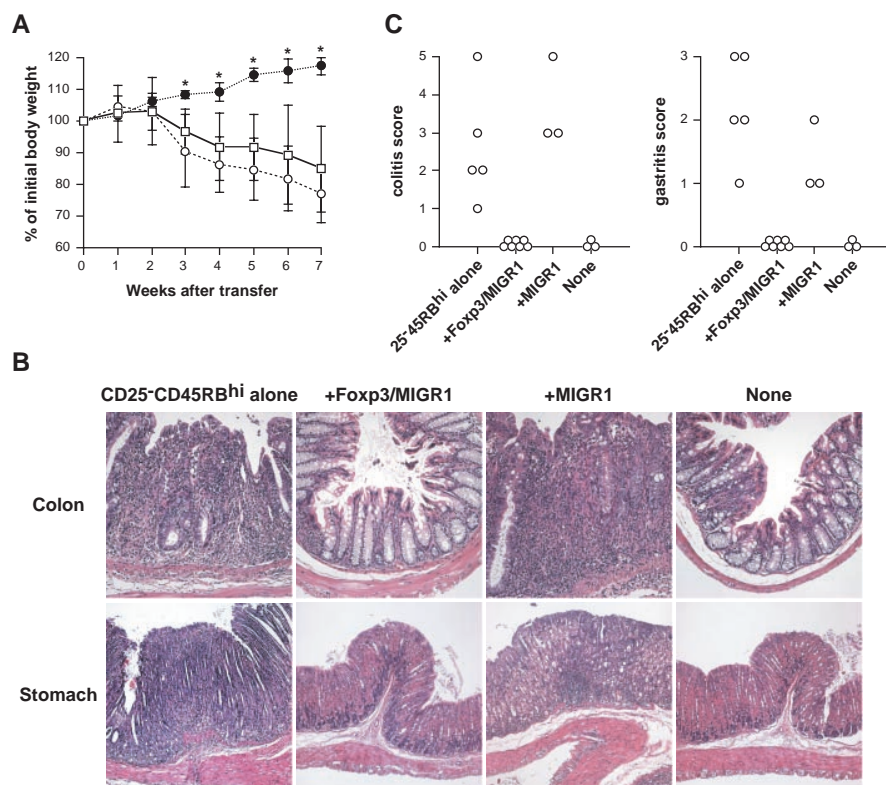 A
% of initial body weight
120
110
100
90
80
70
60
* * * * *
0 1 2 3 4 5 6 7
Weeks after transfer
C
colitis score
5
4
3
2
1
0
25-45RBhi alone
+Foxp3/MIGR1
+MIGR1
None
gastritis score
3
2
1
0
25-45RBhi alone
+Foxp3/MIGR1
+MIGR1
None
B
CD25-CD45RBhi alone +Foxp3/MIGR1 +MIGR1 None
Colon
Stomach